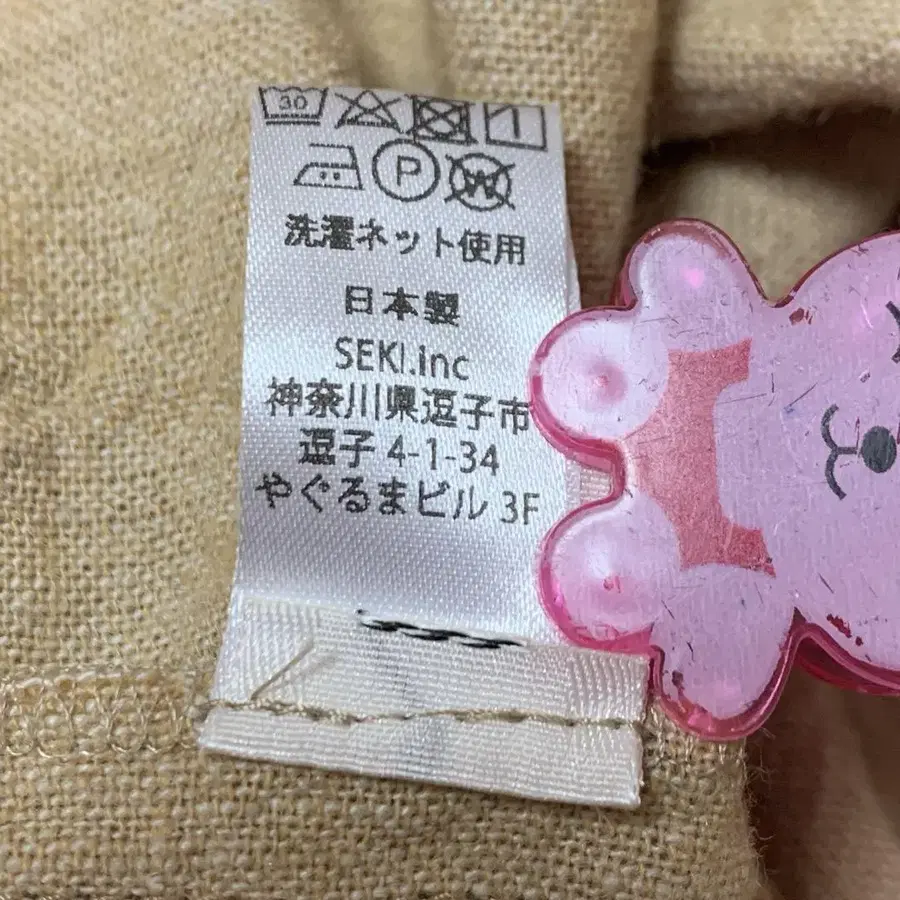 30
P
W
洗濯ネット使用
日本製
SEKI.inc
神奈川県逗子市
逗子 4-1-34
やぐるまビル 3F